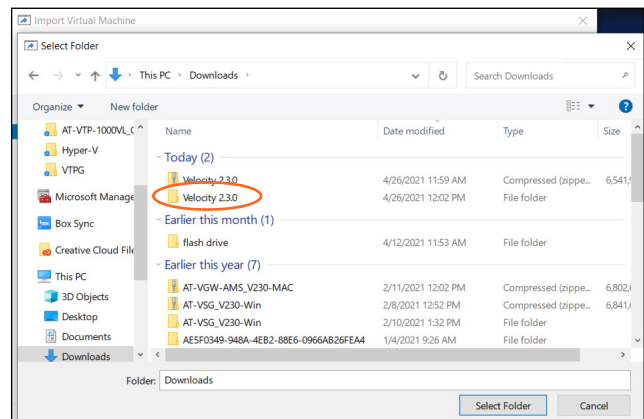 Import Virtual Machine
Select Folder
This PC Downloads
Search Downloads
Organize New folder
Name Date modified Type Size
AT-VTP-1000VL_C
Hyper-V
VTPG
Microsoft Manage
Box Sync
Creative Cloud File
This PC
3D Objects
Desktop
Documents
Downloads
Today (2)
Velocity 2.3.0 4/26/2021 11:59 AM Compressed (zippe... 6,541,
Velocity 2.3.0 4/26/2021 12:02 PM File folder
Earlier this month (1)
flash drive 4/12/2021 11:53 AM File folder
Earlier this year (7)
AT-VGW-AMS_V230-MAC 2/11/2021 12:02 PM Compressed (zippe... 6,802,
AT-VSG_V230-Win 2/8/2021 12:52 PM Compressed (zippe... 6,841,
AT-VSG_V230-Win 2/10/2021 1:32 PM File folder
AE5F0349-948A-4EB2-88E6-0966AB26FEA4 1/4/2021 9:26 AM File folder
Folder: Downloads
Select Folder Cancel